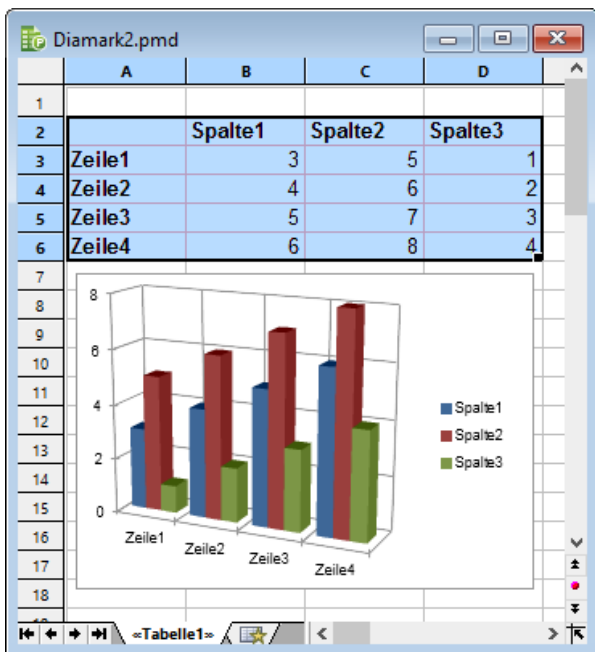 Diamark2.pmd
A B C D
1
2 Spalte1 Spalte2 Spalte3
3 Zeile1 3 5 1
4 Zeile2 4 6 2
5 Zeile3 5 7 3
6 Zeile4 6 8 4
7
8
9
10
11
12
13
14
15
16
17
18
8
6
4
2
0
Zeile1 Zeile2 Zeile3 Zeile4
Spalte1
Spalte2
Spalte3
«Tabelle1»